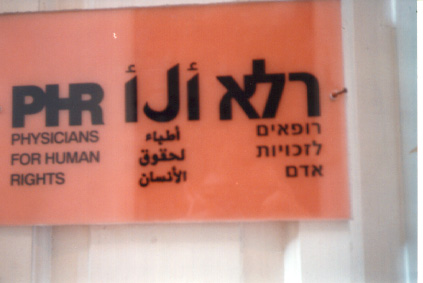 PHR
PHYSICIANS
FOR HUMAN
RIGHTS
أ ل أ
أطباء
لحقوق
الأنسان
רלא
רופאים
לזכויות
אדם